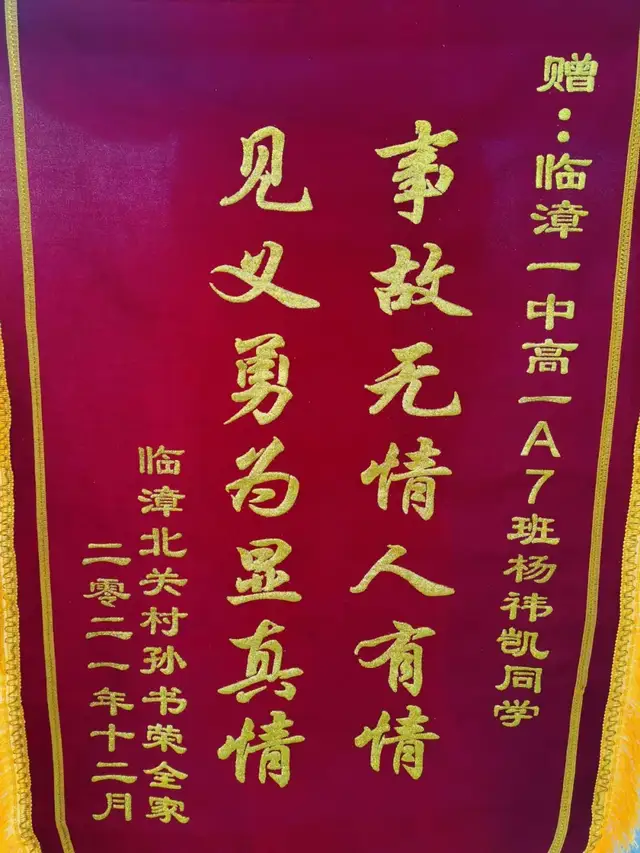 赠：临漳一中高一A7班杨祎凯同学
事故无情人有情
见义勇为显真情
临漳北关村孙书荣全家
二零二一年十二月